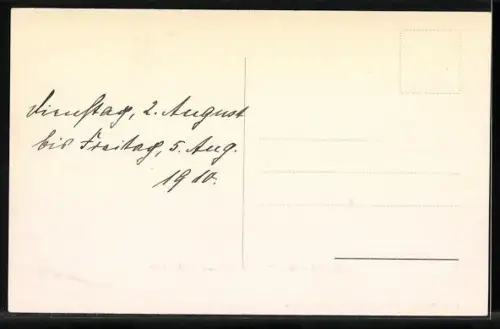 Dienstag, 2. August
bis Freitag, 5. Aug.
1910.